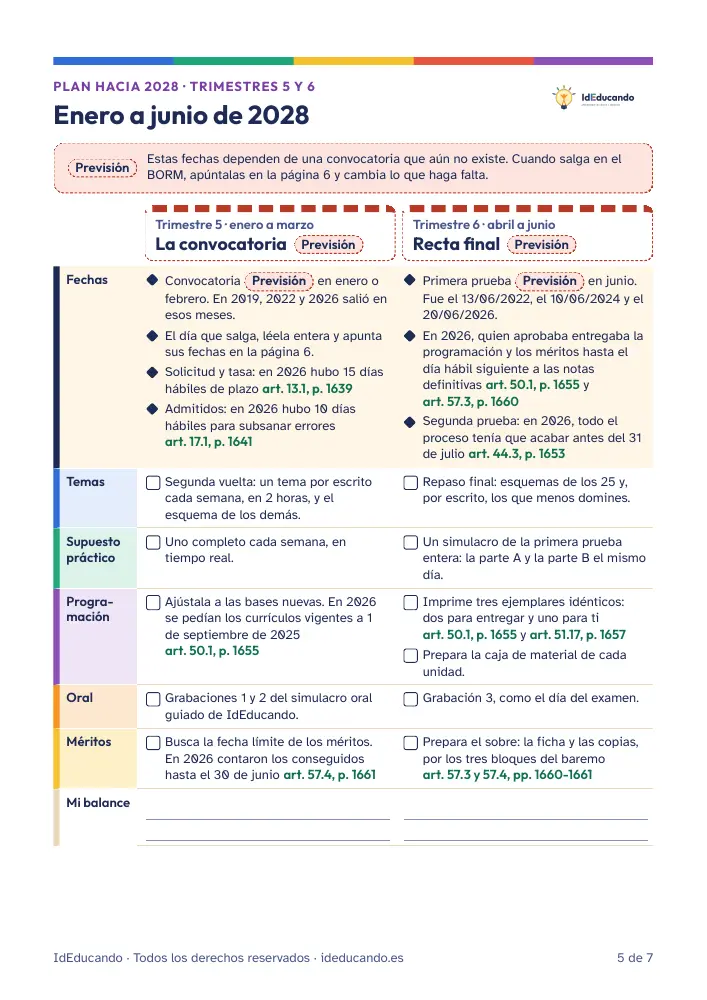 PLAN HACIA 2028 · TRIMESTRES 5 Y 6
Enero a junio de 2028
IdEducando
Previsión
Estas fechas dependen de una convocatoria que aún no existe. Cuando salga en el
BORM, apúntalas en la página 6 y cambia lo que haga falta.
Trimestre 5 · enero a marzo
La convocatoria Previsión
Trimestre 6 · abril a junio
Recta final Previsión
Fechas
Convocatoria Previsión en enero o
febrero. En 2019, 2022 y 2026 salió en
esos meses.
El día que salga, léela entera y apunta
sus fechas en la página 6.
Solicitud y tasa: en 2026 hubo 15 días
hábiles de plazo art. 13.1, p. 1639
Admitidos: en 2026 hubo 10 días
hábiles para subsanar errores
art. 17.1, p. 1641
Primera prueba Previsión en junio.
Fue el 13/06/2022, el 10/06/2024 y el
20/06/2026.
En 2026, quien aprobaba entregaba la
programación y los méritos hasta el
día hábil siguiente a las notas
definitivas art. 50.1, p. 1655 y
art. 57.3, p. 1660
Segunda prueba: en 2026, todo el
proceso tenía que acabar antes del 31
de julio art. 44.3, p. 1653
Temas
Segunda vuelta: un tema por escrito
cada semana, en 2 horas, y el
esquema de los demás.
Repaso final: esquemas de los 25 y,
por escrito, los que menos domines.
Supuesto
práctico
Uno completo cada semana, en
tiempo real.
Un simulacro de la primera prueba
entera: la parte A y la parte B el mismo
día.
Progra-
mación
Ajústala a las bases nuevas. En 2026
se pedían los currículos vigentes a 1
de septiembre de 2025
art. 50.1, p. 1655
Imprime tres ejemplares idénticos:
dos para entregar y uno para ti
art. 50.1, p. 1655 y art. 51.17, p. 1657
Prepara la caja de material de cada
unidad.
Oral
Grabaciones 1 y 2 del simulacro oral
guiado de IdEducando.
Grabación 3, como el día del examen.
Méritos
Busca la fecha límite de los méritos.
En 2026 contaron los conseguidos
hasta el 30 de junio art. 57.4, p. 1661
Prepara el sobre: la ficha y las copias,
por los tres bloques del baremo
art. 57.3 y 57.4, pp. 1660-1661
Mi balance
IdEducando · Todos los derechos reservados · ideducando.es
5 de 7